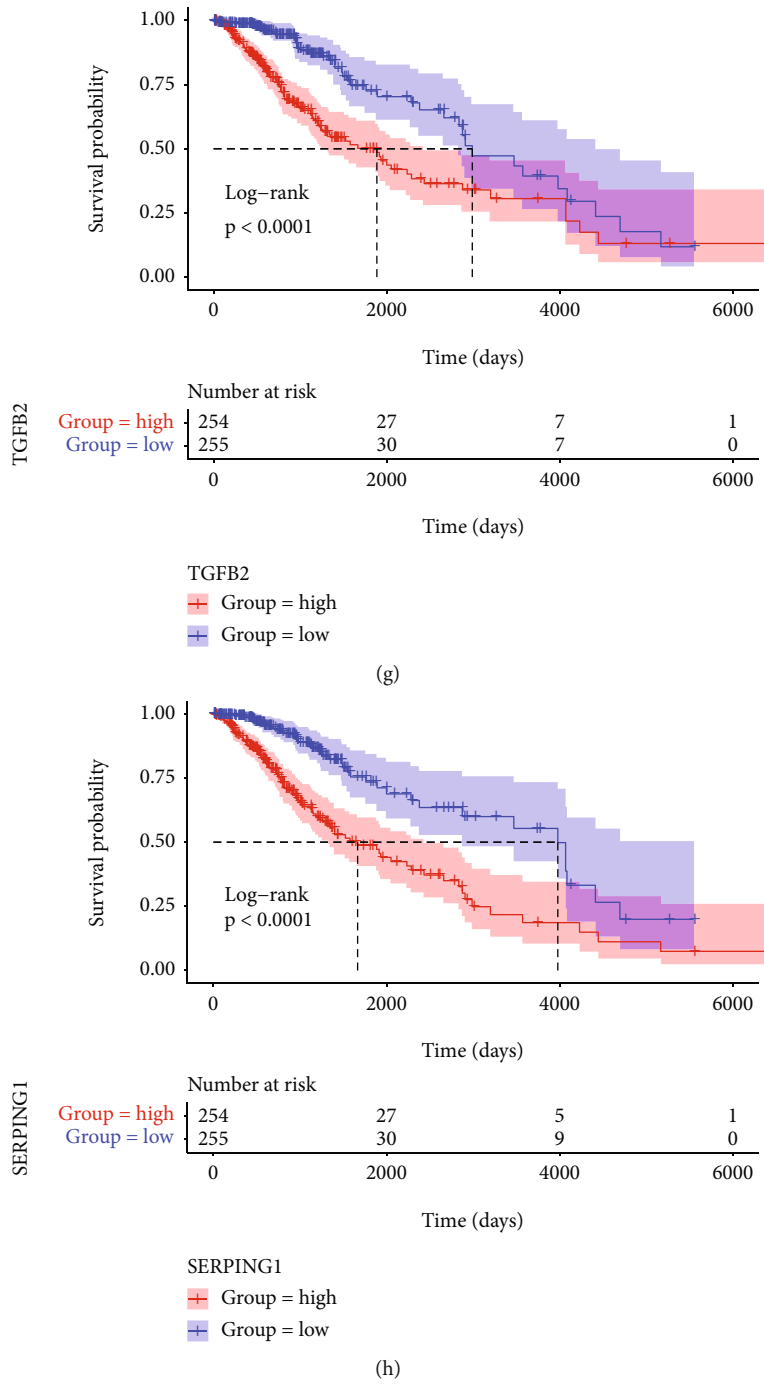 1.00
0.75
0.50
0.25
0.00
Survival probability
Log–rank
p < 0.0001
0 2000 4000 6000
Time (days)
TGFB2
Number at risk
Group = high 254 27 7 1
Group = low 255 30 7 0
0 2000 4000 6000
Time (days)
TGFB2
Group = high
Group = low
(g)
1.00
0.75
0.50
0.25
0.00
Survival probability
Log–rank
p < 0.0001
0 2000 4000 6000
Time (days)
SERPING1
Number at risk
Group = high 254 27 5 1
Group = low 255 30 9 0
0 2000 4000 6000
Time (days)
SERPING1
Group = high
Group = low
(h)